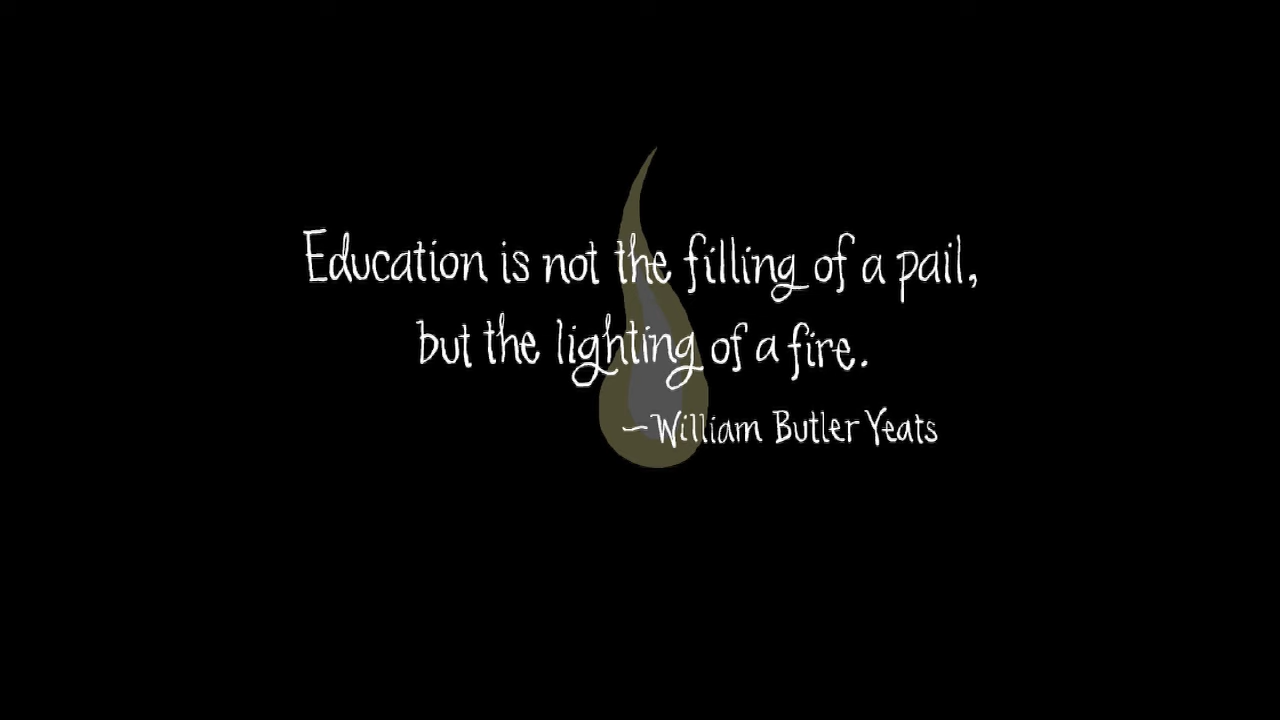 Education is not the filling of a pail,
but the lighting of a fire.
—William Butler Yeats